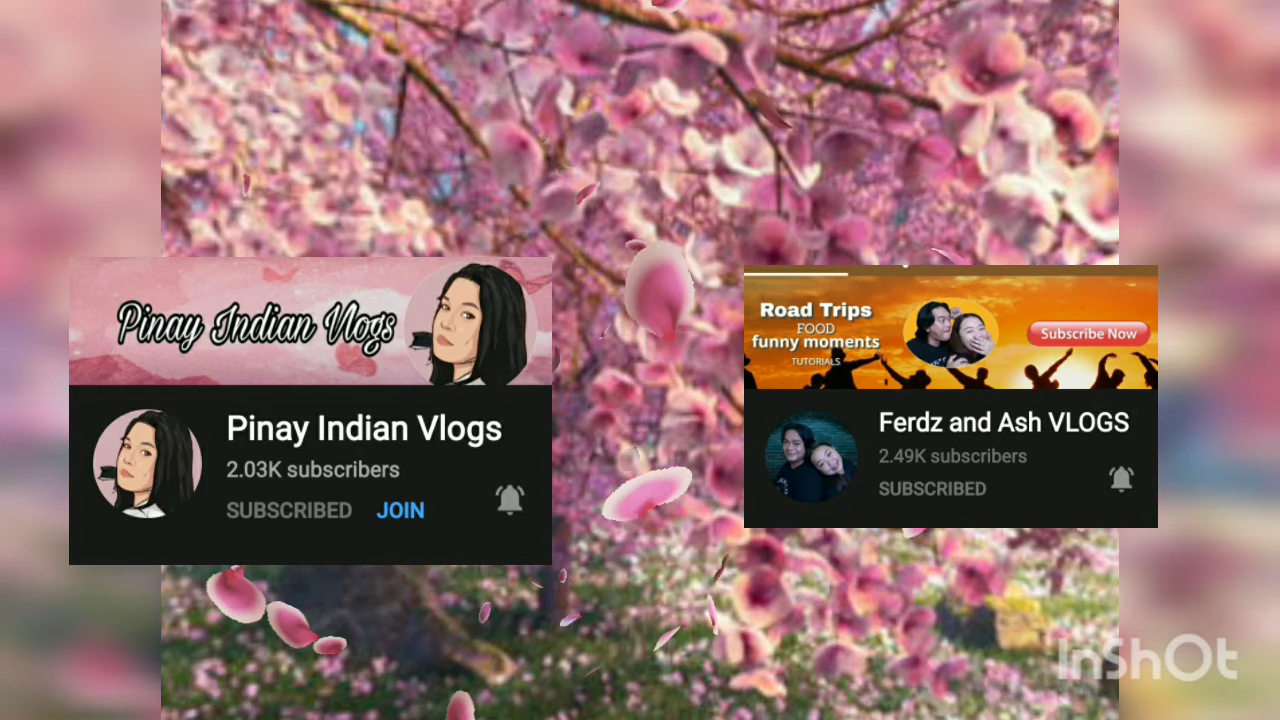 Pinay Indian Vlogs
Pinay Indian Vlogs
2.03K subscribers
SUBSCRIBED JOIN
Road Trips
FOOD
funny moments
TUTORIALS
Subscribe Now
Ferdz and Ash VLOGS
2.49K subscribers
SUBSCRIBED
InShOt